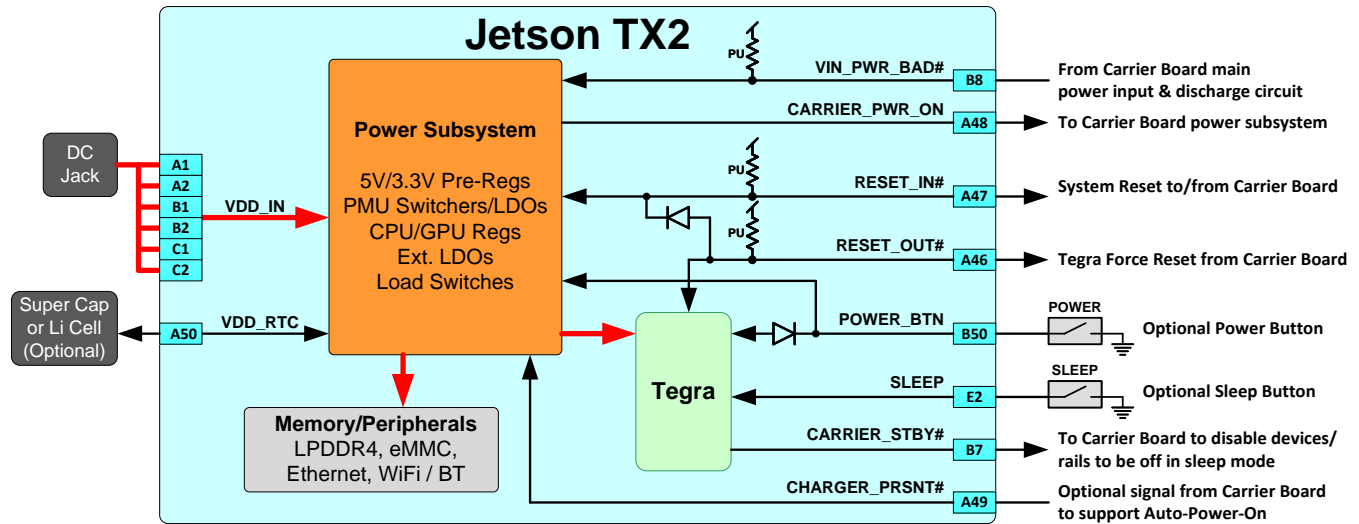 Jetson TX2
DC
Jack
A1
A2
B1
B2
C1
C2
VDD_IN
Super Cap
or Li Cell
(Optional)
A50
VDD_RTC
Power Subsystem
5V/3.3V Pre-Regs
PMU Switchers/LDOs
CPU/GPU Regs
Ext. LDOs
Load Switches
Memory/Peripherals
LPDDR4, eMMC,
Ethernet, WiFi / BT
Tegra
PU
VIN_PWR_BAD#
B8
From Carrier Board main
power input & discharge circuit
CARRIER_PWR_ON
A48
To Carrier Board power subsystem
PU
RESET_IN#
A47
System Reset to/from Carrier Board
PU
RESET_OUT#
A46
Tegra Force Reset from Carrier Board
POWER_BTN
B50
POWER
Optional Power Button
SLEEP
E2
SLEEP
Optional Sleep Button
CARRIER_STBY#
B7
To Carrier Board to disable devices/
rails to be off in sleep mode
CHARGER_PRSNT#
A49
Optional signal from Carrier Board
to support Auto-Power-On